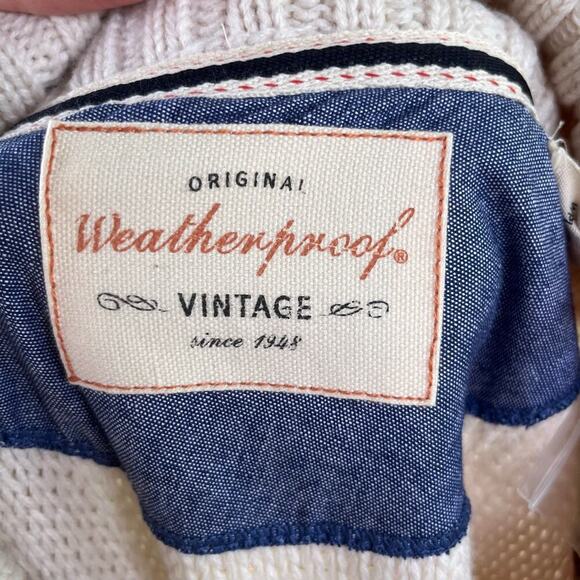 ORIGINAL
Weatherproof®
VINTAGE
since 1948